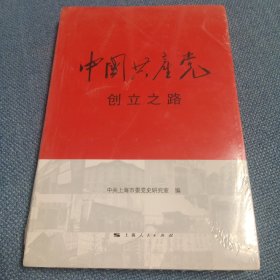 中国共产党
创立之路
中共上海市委党史研究室 编
上海人民出版社